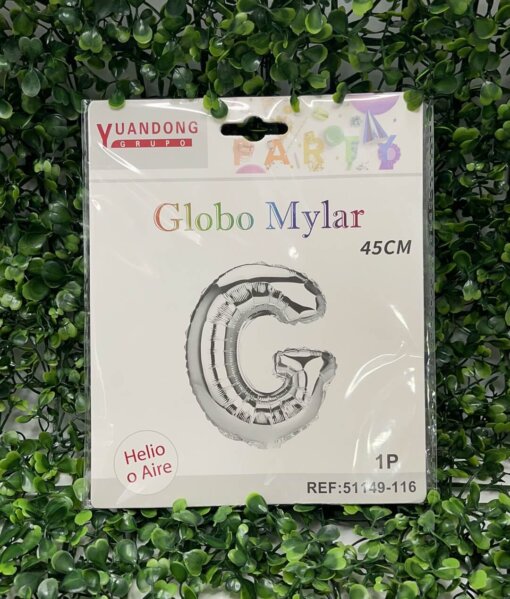 YUANDONG
GRUPO
PARTY
Globo Mylar
45CM
G
Helio
o Aire
1P
REF:51149-116